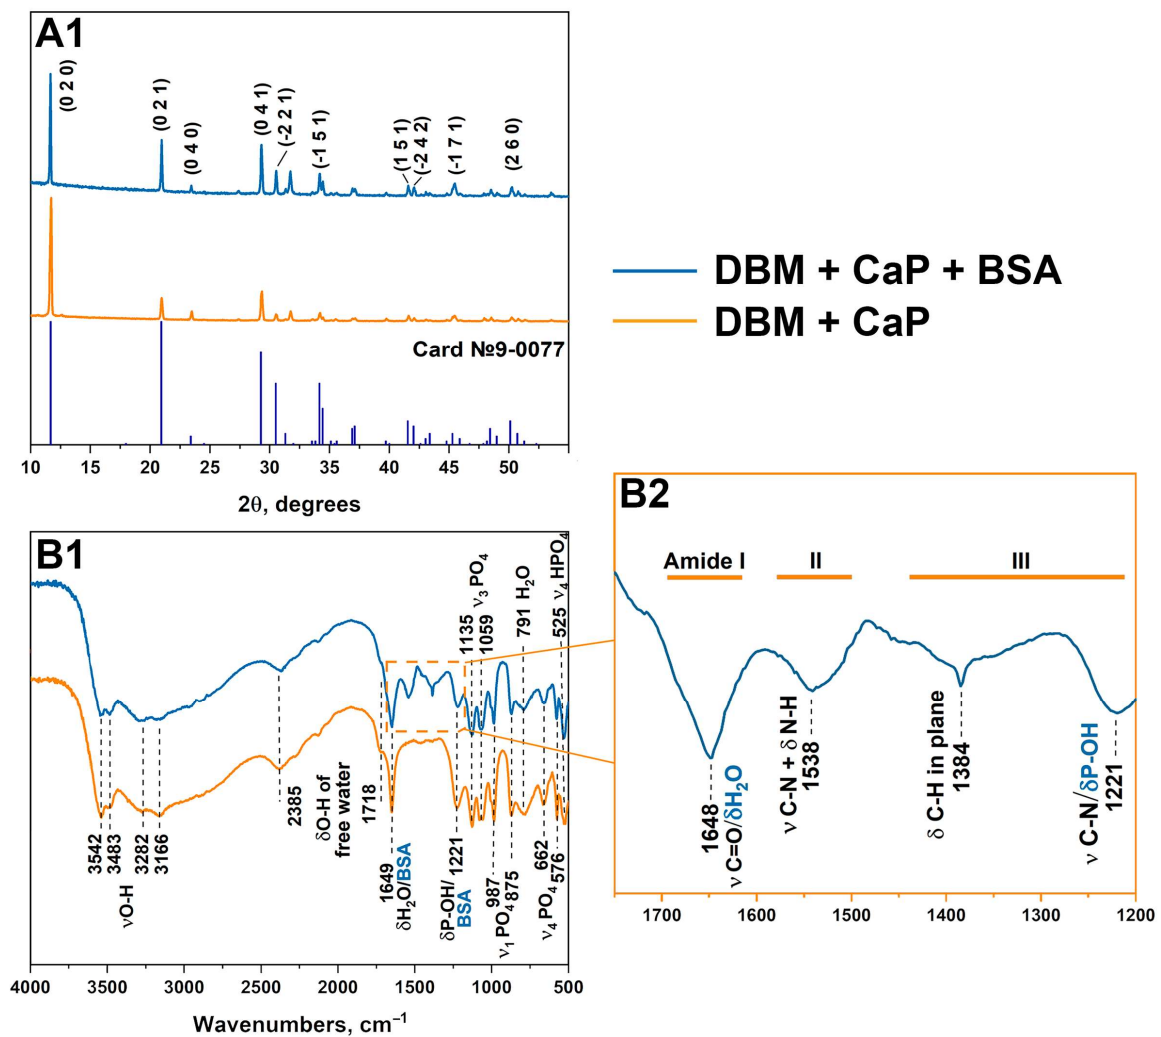 A1
(0 2 0)
(0 2 1)
(0 4 0)
(0 4 1)
(-2 2 1)
(-1 5 1)
(1 5 1)
(-2 4 2)
(-1 7 1)
(2 6 0)
Card №9-0077
10 15 20 25 30 35 40 45 50
2θ, degrees
DBM + CaP + BSA
DBM + CaP
B1
3542
3483
3282
3166
νO-H
2385
δO-H of
free water
1718
1649
δH₂O/BSA
1221
δP-OH/
BSA
1135
1059
ν₃ PO₄
987
875
ν₁ PO₄
791 H₂O
662
576
ν₄ PO₄
525 ν₄ HPO₄
4000 3500 3000 2500 2000 1500 1000 500
Wavenumbers, cm⁻¹
B2
Amide I
II
III
1648
ν C=O/δH₂O
ν C-N + δ N-H
1538
δ C-H in plane
1384
ν C-N/δP-OH
1221
1700 1600 1500 1400 1300 1200